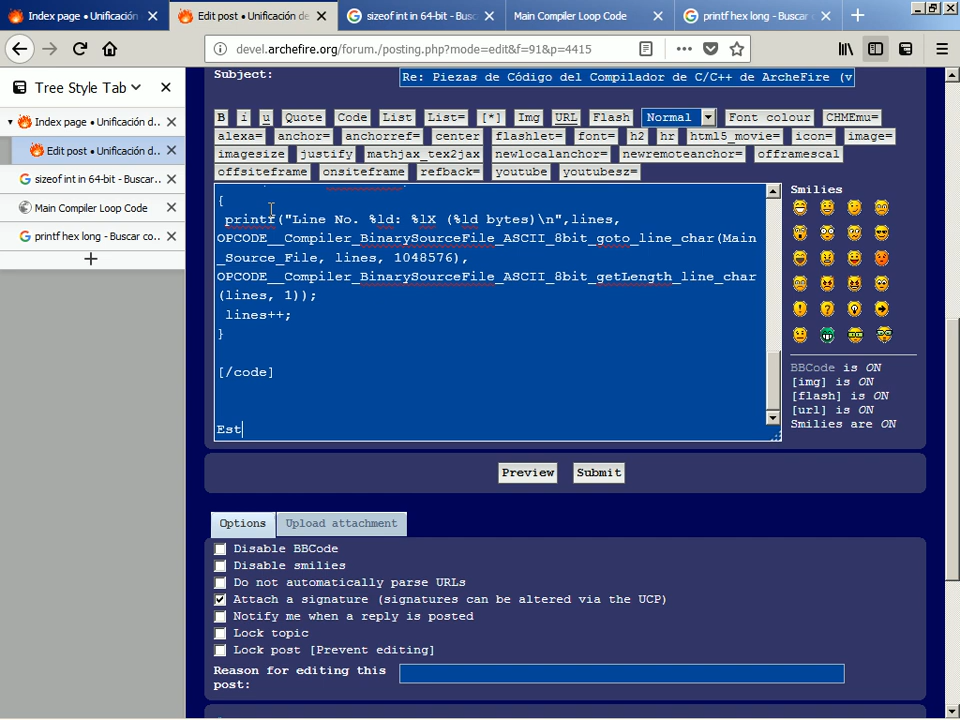 Index page • Unificación
Edit post • Unificación de
sizeof int in 64-bit - Busc
Main Compiler Loop Code
printf hex long - Buscar c
devel.archefire.org/forum./posting.php?mode=edit&f=91&p=4415
Tree Style Tab
Index page • Unificación d..
Edit post • Unificación d..
sizeof int in 64-bit - Buscar..
Main Compiler Loop Code
printf hex long - Buscar co..
Subject:
Re: Piezas de Código del Compilador de C/C++ de ArcheFire (v
B i u Quote Code List List= [*] Img URL Flash Normal Font colour CHMEmu=
alexa= anchor= anchorref= center flashlet= font= h2 hr html5_movie= icon= image=
imagesize justify mathjax_tex2jax newlocalanchor= newremoteanchor= offramescal
offsiteframe onsiteframe refback= youtube youtubesz=
{
printf("Line No. %ld: %lX (%ld bytes)\n",lines,
OPCODE__Compiler_BinarySourceFile_ASCII_8bit_goto_line_char(Main
_Source_File, lines, 1048576),
OPCODE__Compiler_BinarySourceFile_ASCII_8bit_getLength_line_char
(lines, 1));
lines++;
}
[/code]
Est
Smilies
BBCode is ON
[img] is ON
[flash] is ON
[url] is ON
Smilies are ON
Preview Submit
Options Upload attachment
Disable BBCode
Disable smilies
Do not automatically parse URLs
Attach a signature (signatures can be altered via the UCP)
Notify me when a reply is posted
Lock topic
Lock post [Prevent editing]
Reason for editing this
post: